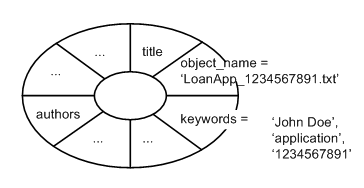 ...
title
object_name =
'LoanApp_1234567891.txt'
...
authors
keywords =
'John Doe',
'application',
'1234567891'
...
...